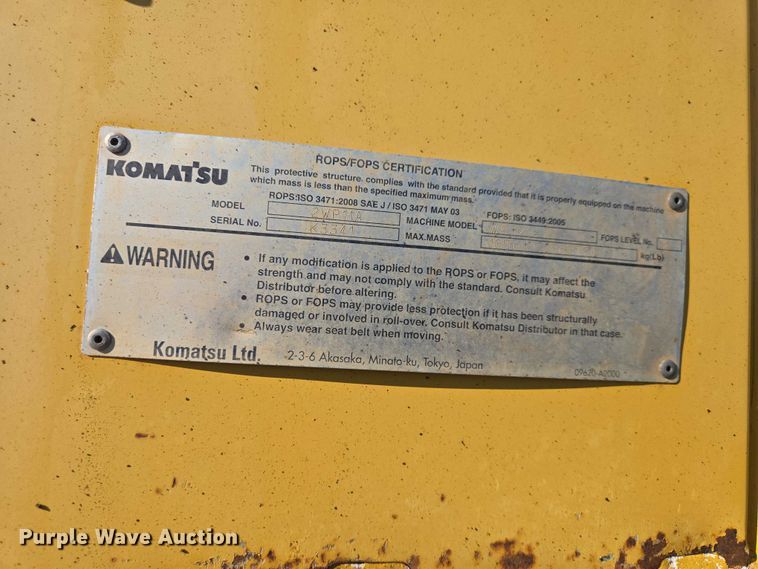 KOMATSU
ROPS/FOPS CERTIFICATION
This protective structure complies with the standard provided that it is properly equipped on the machine
which mass is less than the specified maximum mass.
ROPS:ISO 3471:2008 SAE J / ISO 3471 MAY 03 FOPS: ISO 3449:2005
MODEL MACHINE MODEL FOPS LEVEL No.
SERIAL No. MAX.MASS kg(Lb)
WARNING
• If any modification is applied to the ROPS or FOPS, it may affect the
strength and may not comply with the standard. Consult Komatsu
Distributor before altering.
• ROPS or FOPS may provide less protection if it has been structurally
damaged or involved in roll-over. Consult Komatsu Distributor in that case.
• Always wear seat belt when moving.
Komatsu Ltd. 2-3-6 Akasaka, Minato-ku, Tokyo, Japan
09620-A2000
Purple Wave Auction